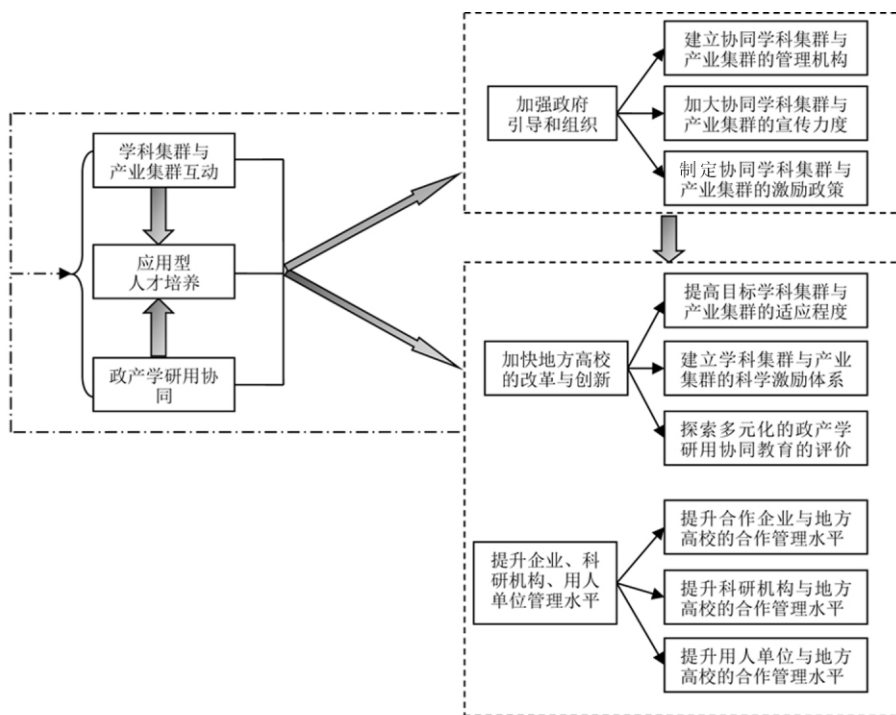 学科集群与
产业集群互动
应用型
人才培养
政产学研用协
同
加强政府
引导和组织
建立协同学科集群与
产业集群的管理机构
加大协同学科集群与
产业集群的宣传力度
制定协同学科集群与
产业集群的激励政策
加快地方高校
的改革与创新
提高目标学科集群与
产业集群的适应程度
建立学科集群与产业
集群的科学激励体系
探索多元化的政产学
研用协同教育的评价
提升企业、科
研机构、用人
单位管理水平
提升合作企业与地方
高校的合作管理水平
提升科研机构与地方
高校的合作管理水平
提升用人单位与地方
高校的合作管理水平